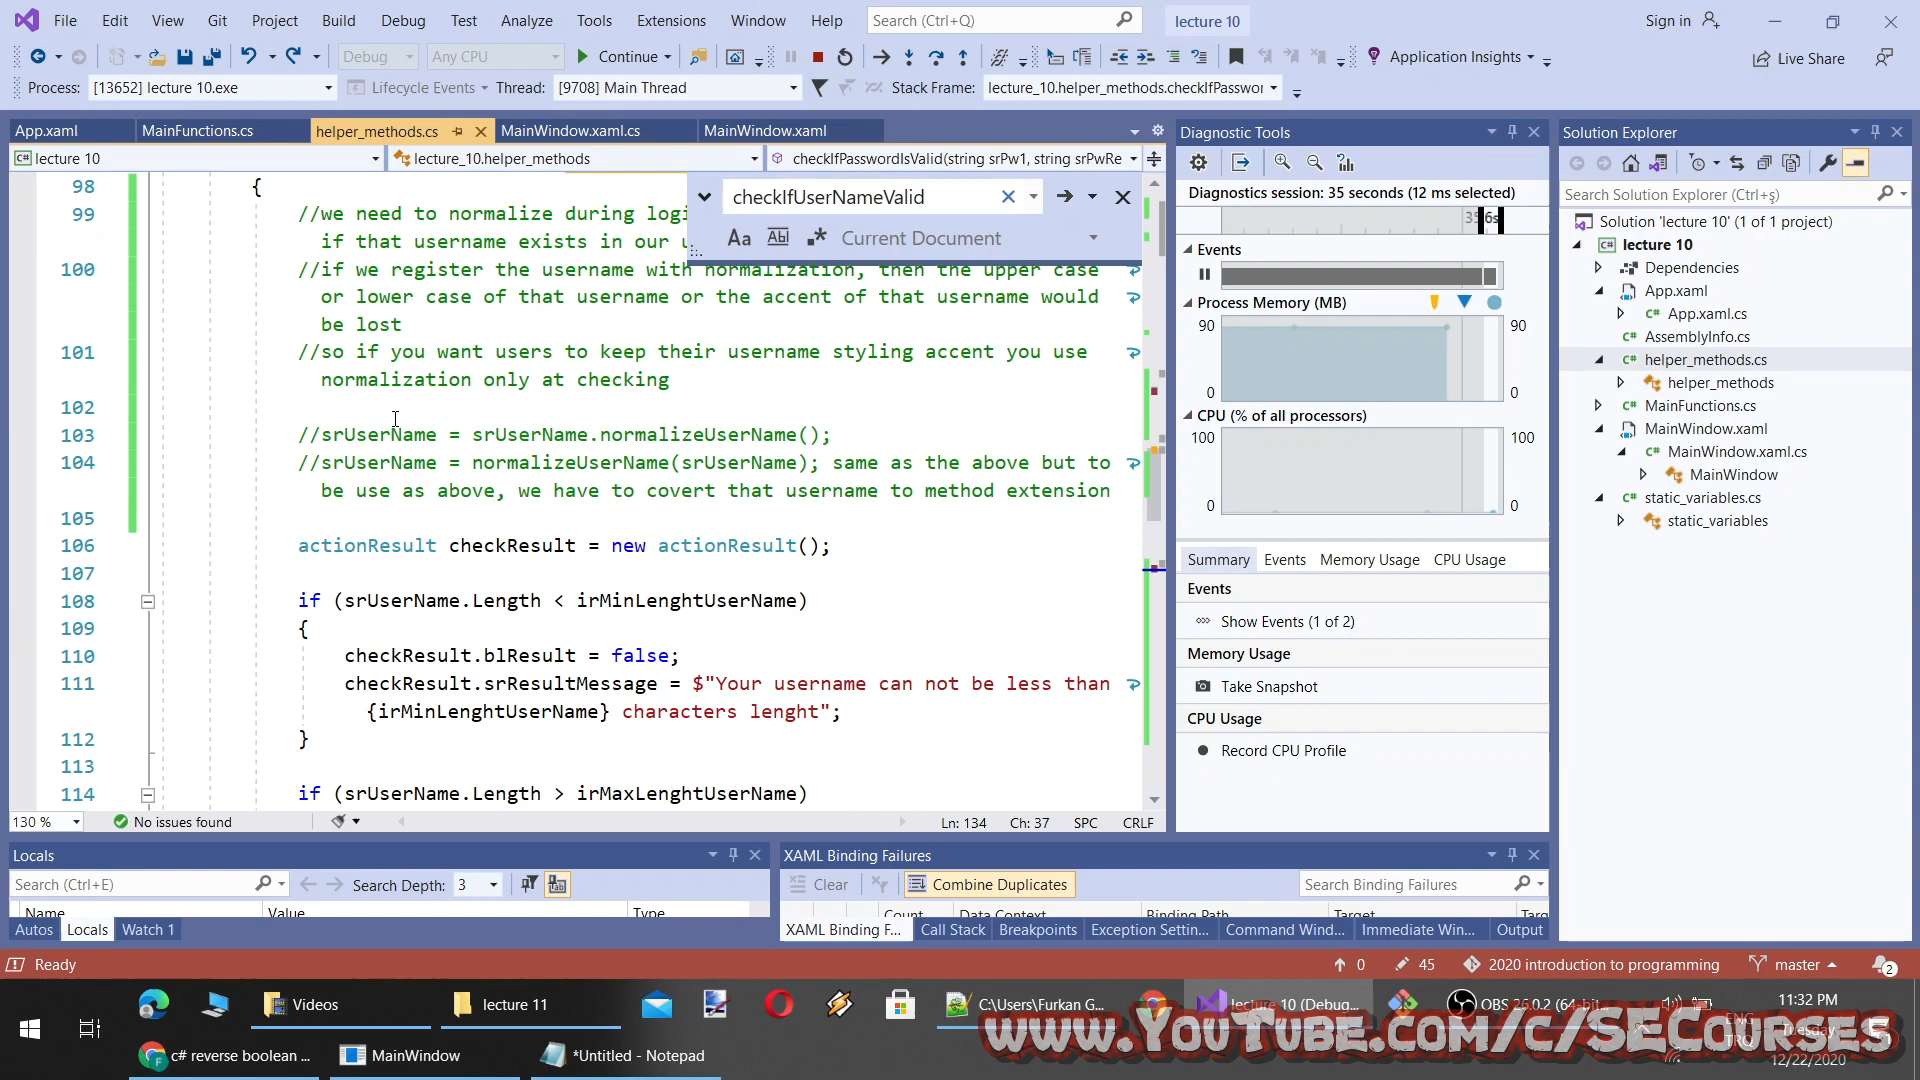 File Edit View Git Project Build Debug Test Analyze Tools Extensions Window Help Search (Ctrl+Q) lecture 10 Sign in
Debug Any CPU Continue Application Insights Live Share
Process: [13652] lecture 10.exe Lifecycle Events Thread: [9708] Main Thread Stack Frame: lecture_10.helper_methods.checkIfPasswor
App.xaml MainFunctions.cs helper_methods.cs MainWindow.xaml.cs MainWindow.xaml
lecture 10 lecture_10.helper_methods checkIfPasswordIsValid(string srPw1, string srPwRe
checkIfUserNameValid
Current Document
98 {
99 //we need to normalize during logi
if that username exists in our u
100 //if we register the username with normalization, then the upper case
or lower case of that username or the accent of that username would
be lost
101 //so if you want users to keep their username styling accent you use
normalization only at checking
102
103 //srUserName = srUserName.normalizeUserName();
104 //srUserName = normalizeUserName(srUserName); same as the above but to
be use as above, we have to covert that username to method extension
105
106 actionResult checkResult = new actionResult();
107
108 if (srUserName.Length < irMinLenghtUserName)
109 {
110 checkResult.blResult = false;
111 checkResult.srResultMessage = $"Your username can not be less than
{irMinLenghtUserName} characters lenght";
112 }
113
114 if (srUserName.Length > irMaxLenghtUserName)
130 % No issues found Ln: 134 Ch: 37 SPC CRLF
Diagnostic Tools
Diagnostics session: 35 seconds (12 ms selected)
Events
Process Memory (MB)
90 90
0 0
CPU (% of all processors)
100 100
0 0
Summary Events Memory Usage CPU Usage
Events
Show Events (1 of 2)
Memory Usage
Take Snapshot
CPU Usage
Record CPU Profile
Solution Explorer
Search Solution Explorer (Ctrl+ş)
Solution 'lecture 10' (1 of 1 project)
lecture 10
Dependencies
App.xaml
App.xaml.cs
AssemblyInfo.cs
helper_methods.cs
helper_methods
MainFunctions.cs
MainWindow.xaml
MainWindow.xaml.cs
MainWindow
static_variables.cs
static_variables
Locals
Search (Ctrl+E) Search Depth: 3
Name Value Type
Autos Locals Watch 1
XAML Binding Failures
Clear Combine Duplicates Search Binding Failures
Count Data Context Binding Path Target Targ
XAML Binding F... Call Stack Breakpoints Exception Settin... Command Wind... Immediate Win... Output
Ready 0 45 2020 introduction to programming master 2
Videos lecture 11 C:\Users\Furkan G... lecture 10 (Debug... OBS 26.0.2 (64-bit... 11:32 PM
c# reverse boolean ... MainWindow *Untitled - Notepad ENG TRQ Tuesday 12/22/2020
www.YouTube.com/c/SECourses